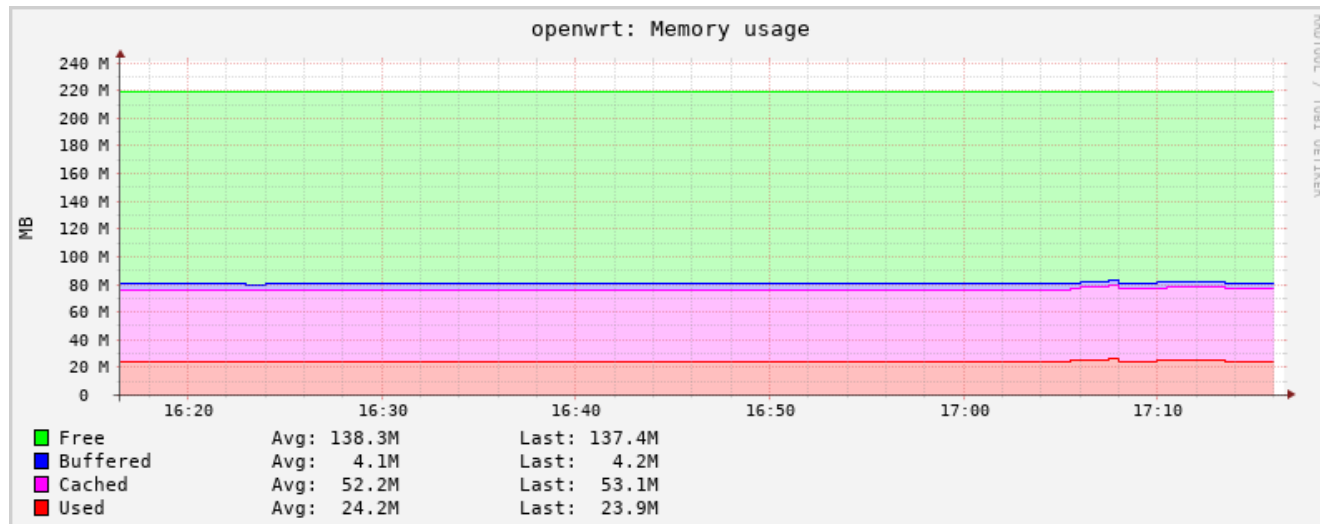 openwrt: Memory usage
240 M
220 M
200 M
180 M
160 M
140 M
120 M
100 M
80 M
60 M
40 M
20 M
0
MB
16:20 16:30 16:40 16:50 17:00 17:10
Free Avg: 138.3M Last: 137.4M
Buffered Avg: 4.1M Last: 4.2M
Cached Avg: 52.2M Last: 53.1M
Used Avg: 24.2M Last: 23.9M
RRDTOOL / TOBI OETIKER